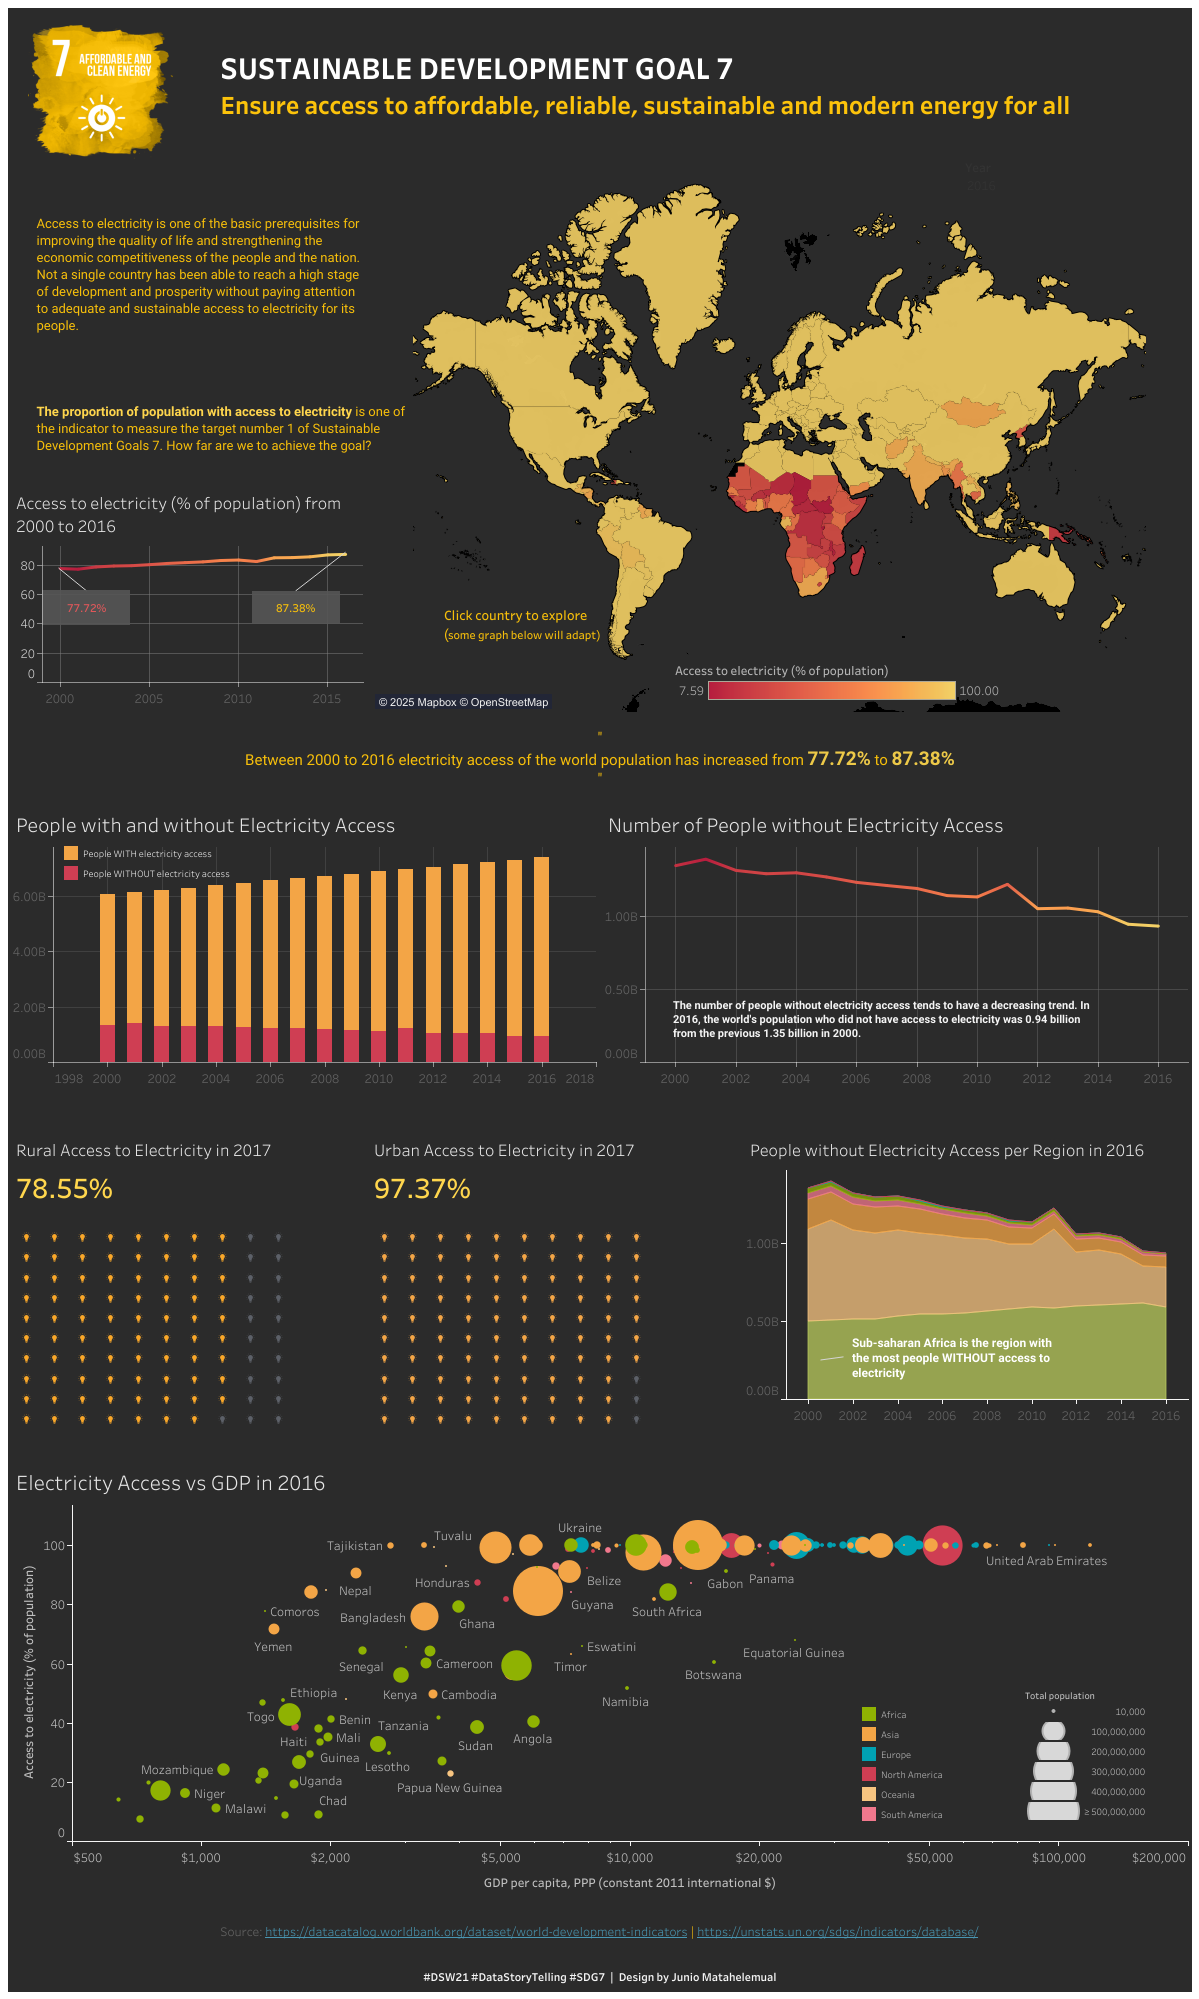 7 AFFORDABLE AND
CLEAN ENERGY
SUSTAINABLE DEVELOPMENT GOAL 7
Ensure access to affordable, reliable, sustainable and modern energy for all
Year
2016
Access to electricity is one of the basic prerequisites for
improving the quality of life and strengthening the
economic competitiveness of the people and the nation.
Not a single country has been able to reach a high stage
of development and prosperity without paying attention
to adequate and sustainable access to electricity for its
people.
The proportion of population with access to electricity is one of
the indicator to measure the target number 1 of Sustainable
Development Goals 7. How far are we to achieve the goal?
Access to electricity (% of population) from
2000 to 2016
80
60
40
20
0
77.72%
87.38%
2000 2005 2010 2015
Click country to explore
(some graph below will adapt)
Access to electricity (% of population)
7.59 100.00
© 2025 Mapbox © OpenStreetMap
Between 2000 to 2016 electricity access of the world population has increased from 77.72% to 87.38%
People with and without Electricity Access
People WITH electricity access
People WITHOUT electricity access
6.00B
4.00B
2.00B
0.00B
1998 2000 2002 2004 2006 2008 2010 2012 2014 2016 2018
Number of People without Electricity Access
1.00B
0.50B
0.00B
The number of people without electricity access tends to have a decreasing trend. In
2016, the world's population who did not have access to electricity was 0.94 billion
from the previous 1.35 billion in 2000.
2000 2002 2004 2006 2008 2010 2012 2014 2016
Rural Access to Electricity in 2017
78.55%
Urban Access to Electricity in 2017
97.37%
People without Electricity Access per Region in 2016
1.00B
0.50B
0.00B
Sub-saharan Africa is the region with
the most people WITHOUT access to
electricity
2000 2002 2004 2006 2008 2010 2012 2014 2016
Electricity Access vs GDP in 2016
Access to electricity (% of population)
100
80
60
40
20
0
Tajikistan
Tuvalu
Ukraine
United Arab Emirates
Nepal
Honduras
Belize
Gabon
Panama
Comoros
Bangladesh
Ghana
Guyana
South Africa
Yemen
Senegal
Cameroon
Timor
Eswatini
Equatorial Guinea
Botswana
Ethiopia
Kenya
Cambodia
Namibia
Togo
Benin
Tanzania
Haiti
Mali
Sudan
Angola
Guinea
Lesotho
Mozambique
Uganda
Papua New Guinea
Niger
Malawi
Chad
Africa
Asia
Europe
North America
Oceania
South America
Total population
10,000
100,000,000
200,000,000
300,000,000
400,000,000
≥ 500,000,000
$500 $1,000 $2,000 $5,000 $10,000 $20,000 $50,000 $100,000 $200,000
GDP per capita, PPP (constant 2011 international $)
Source: https://datacatalog.worldbank.org/dataset/world-development-indicators | https://unstats.un.org/sdgs/indicators/database/
#DSW21 #DataStoryTelling #SDG7 | Design by Junio Matahelemual